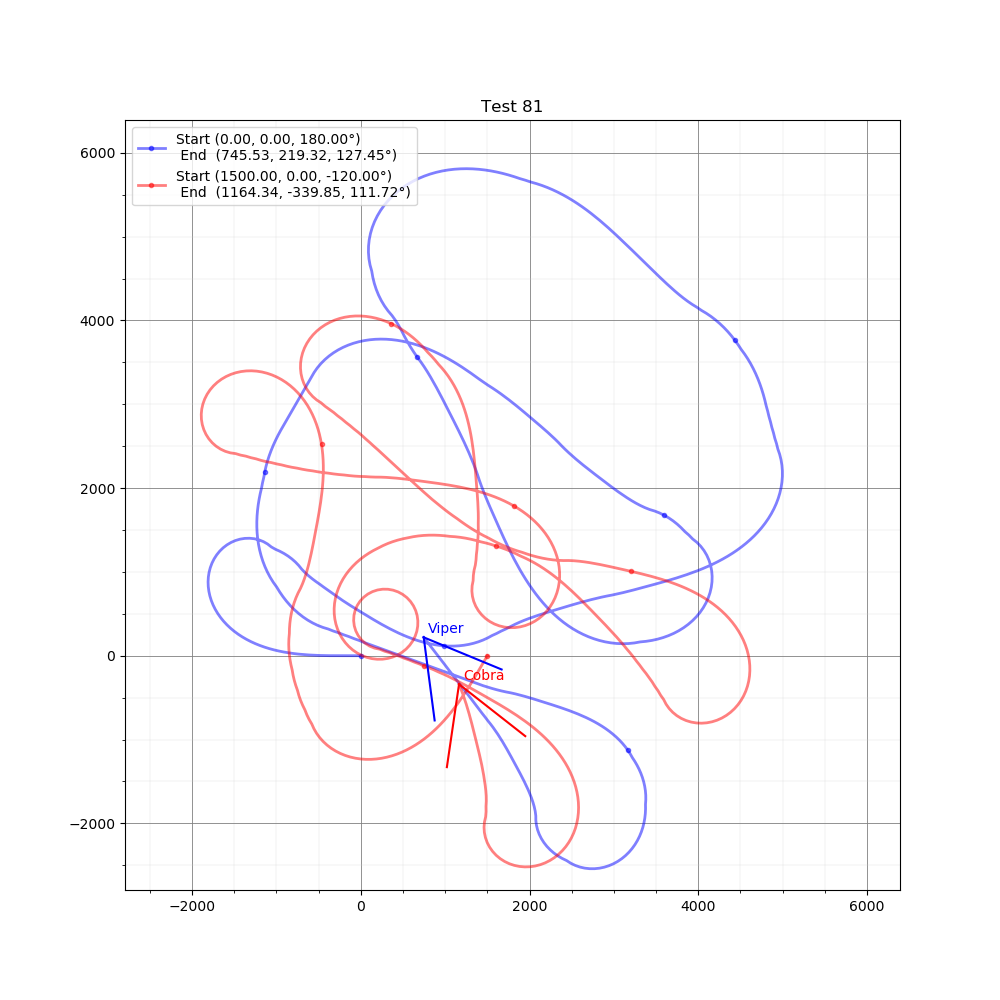 Test 81
Start (0.00, 0.00, 180.00°)
End  (745.53, 219.32, 127.45°)
Start (1500.00, 0.00, -120.00°)
End  (1164.34, -339.85, 111.72°)
6000
4000
2000
0
−2000
Viper
Cobra
−2000
0
2000
4000
6000